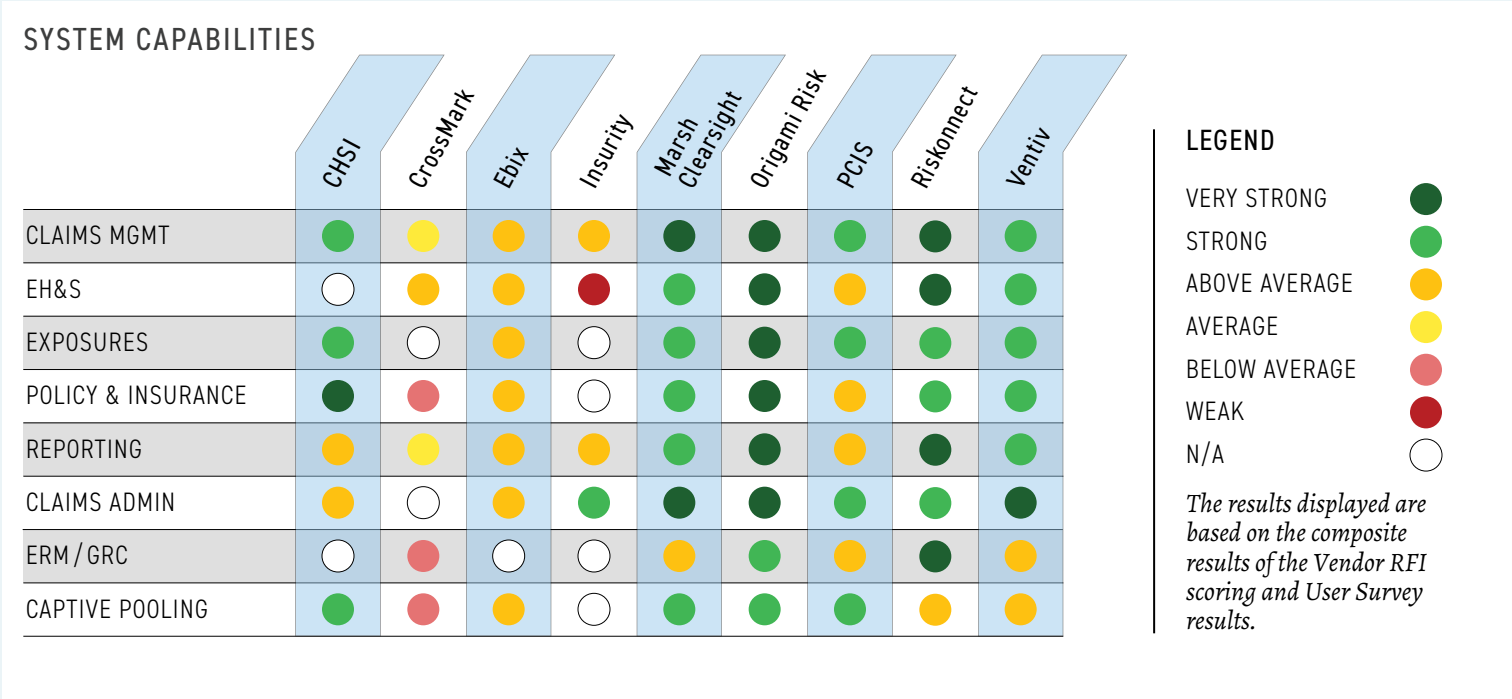 SYSTEM CAPABILITIES
CHSI
CrossMark
Ebix
Insurity
Marsh
Clearsight
Origami Risk
PCIS
Riskonnect
Ventiv
CLAIMS MGMT
EH&S
EXPOSURES
POLICY & INSURANCE
REPORTING
CLAIMS ADMIN
ERM / GRC
CAPTIVE POOLING
LEGEND
VERY STRONG
STRONG
ABOVE AVERAGE
AVERAGE
BELOW AVERAGE
WEAK
N/A
The results displayed are
based on the composite
results of the Vendor RFI
scoring and User Survey
results.